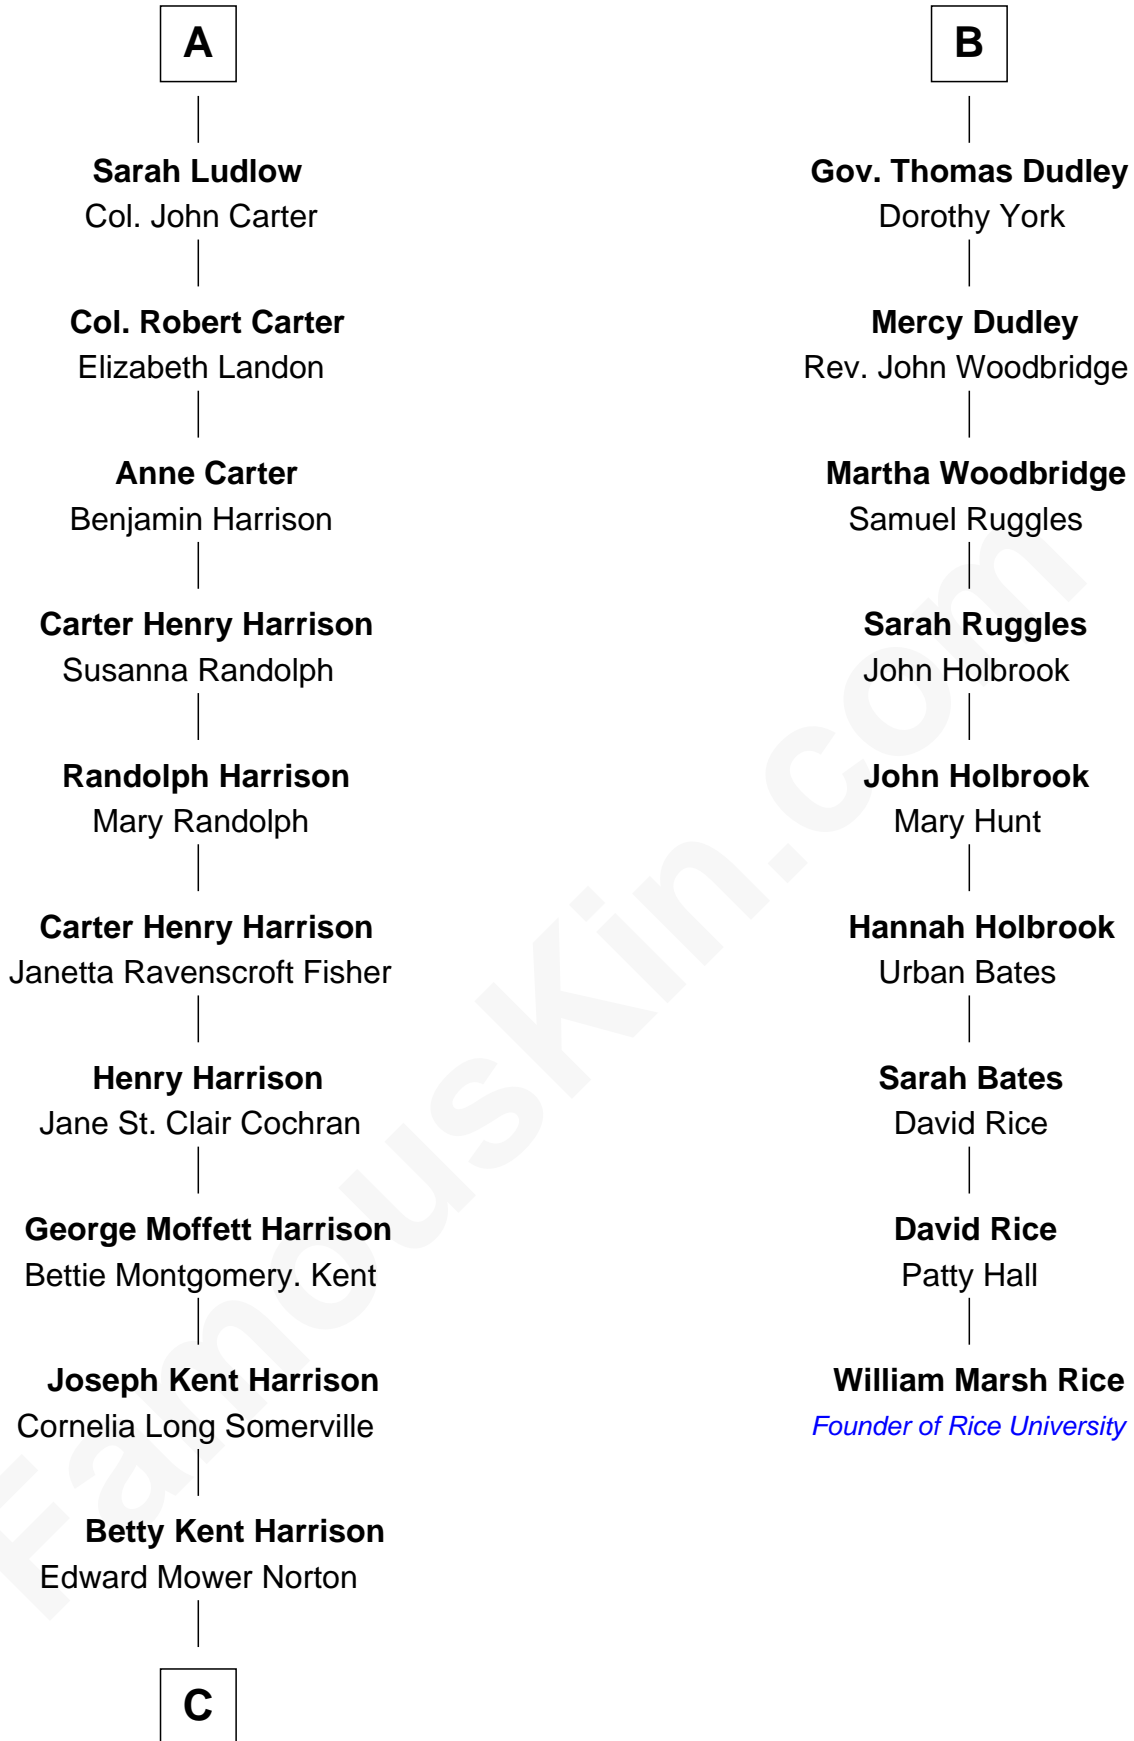 A
Sarah Ludlow
Col. John Carter
Col. Robert Carter
Elizabeth Landon
Anne Carter
Benjamin Harrison
Carter Henry Harrison
Susanna Randolph
Randolph Harrison
Mary Randolph
Carter Henry Harrison
Janetta Ravenscroft Fisher
Henry Harrison
Jane St. Clair Cochran
George Moffett Harrison
Bettie Montgomery. Kent
Joseph Kent Harrison
Cornelia Long Somerville
Betty Kent Harrison
Edward Mower Norton
C
B
Gov. Thomas Dudley
Dorothy York
Mercy Dudley
Rev. John Woodbridge
Martha Woodbridge
Samuel Ruggles
Sarah Ruggles
John Holbrook
John Holbrook
Mary Hunt
Hannah Holbrook
Urban Bates
Sarah Bates
David Rice
David Rice
Patty Hall
William Marsh Rice
Founder of Rice University
FamousKin.com